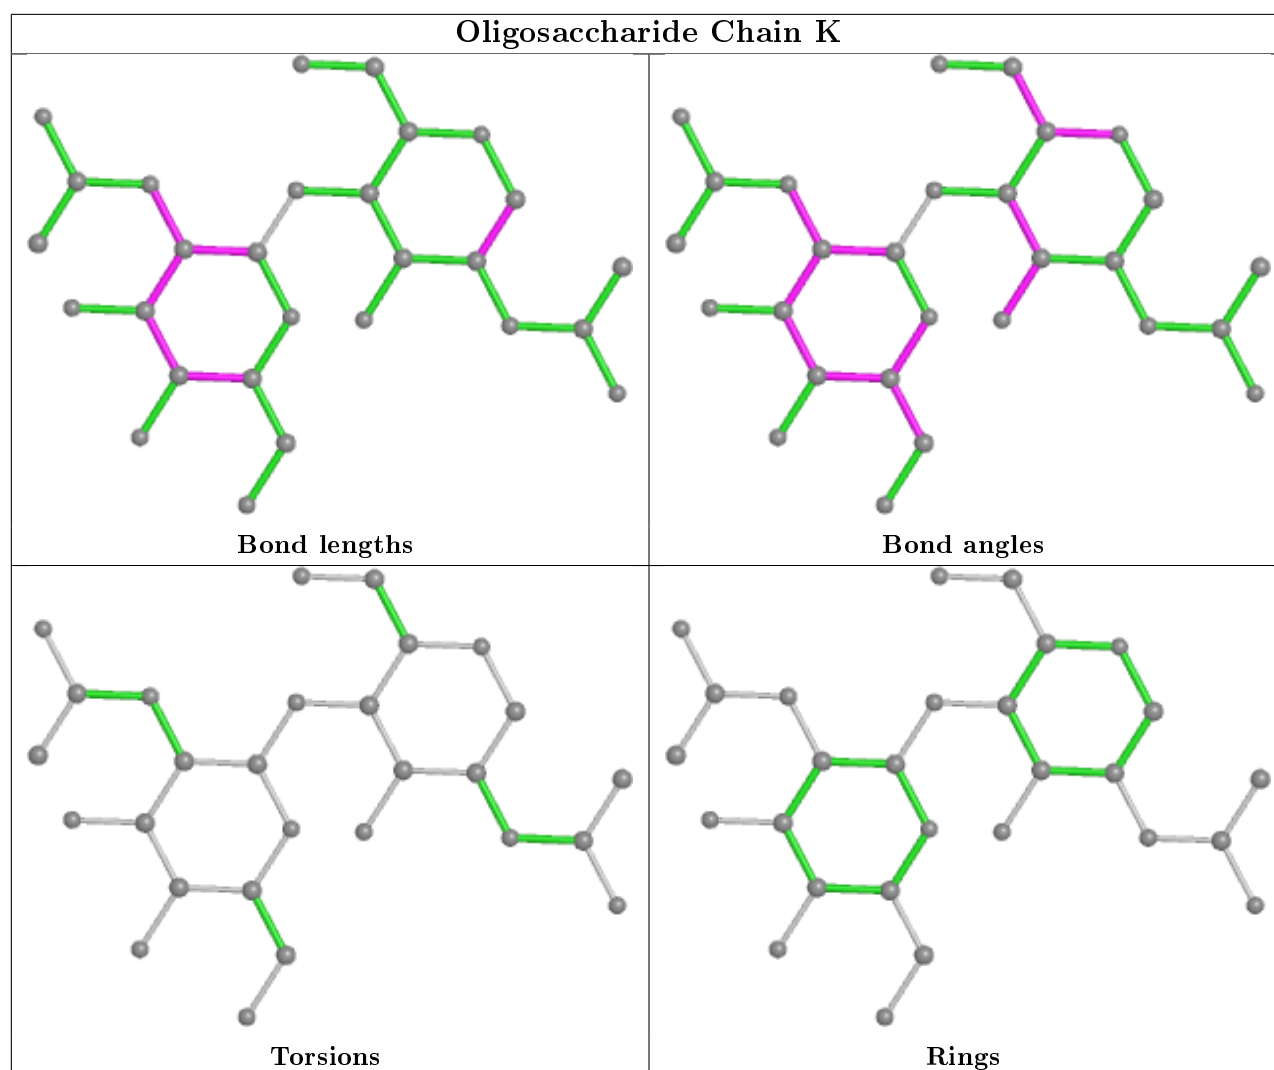 Oligosaccharide Chain K
Bond lengths
Bond angles
Torsions
Rings